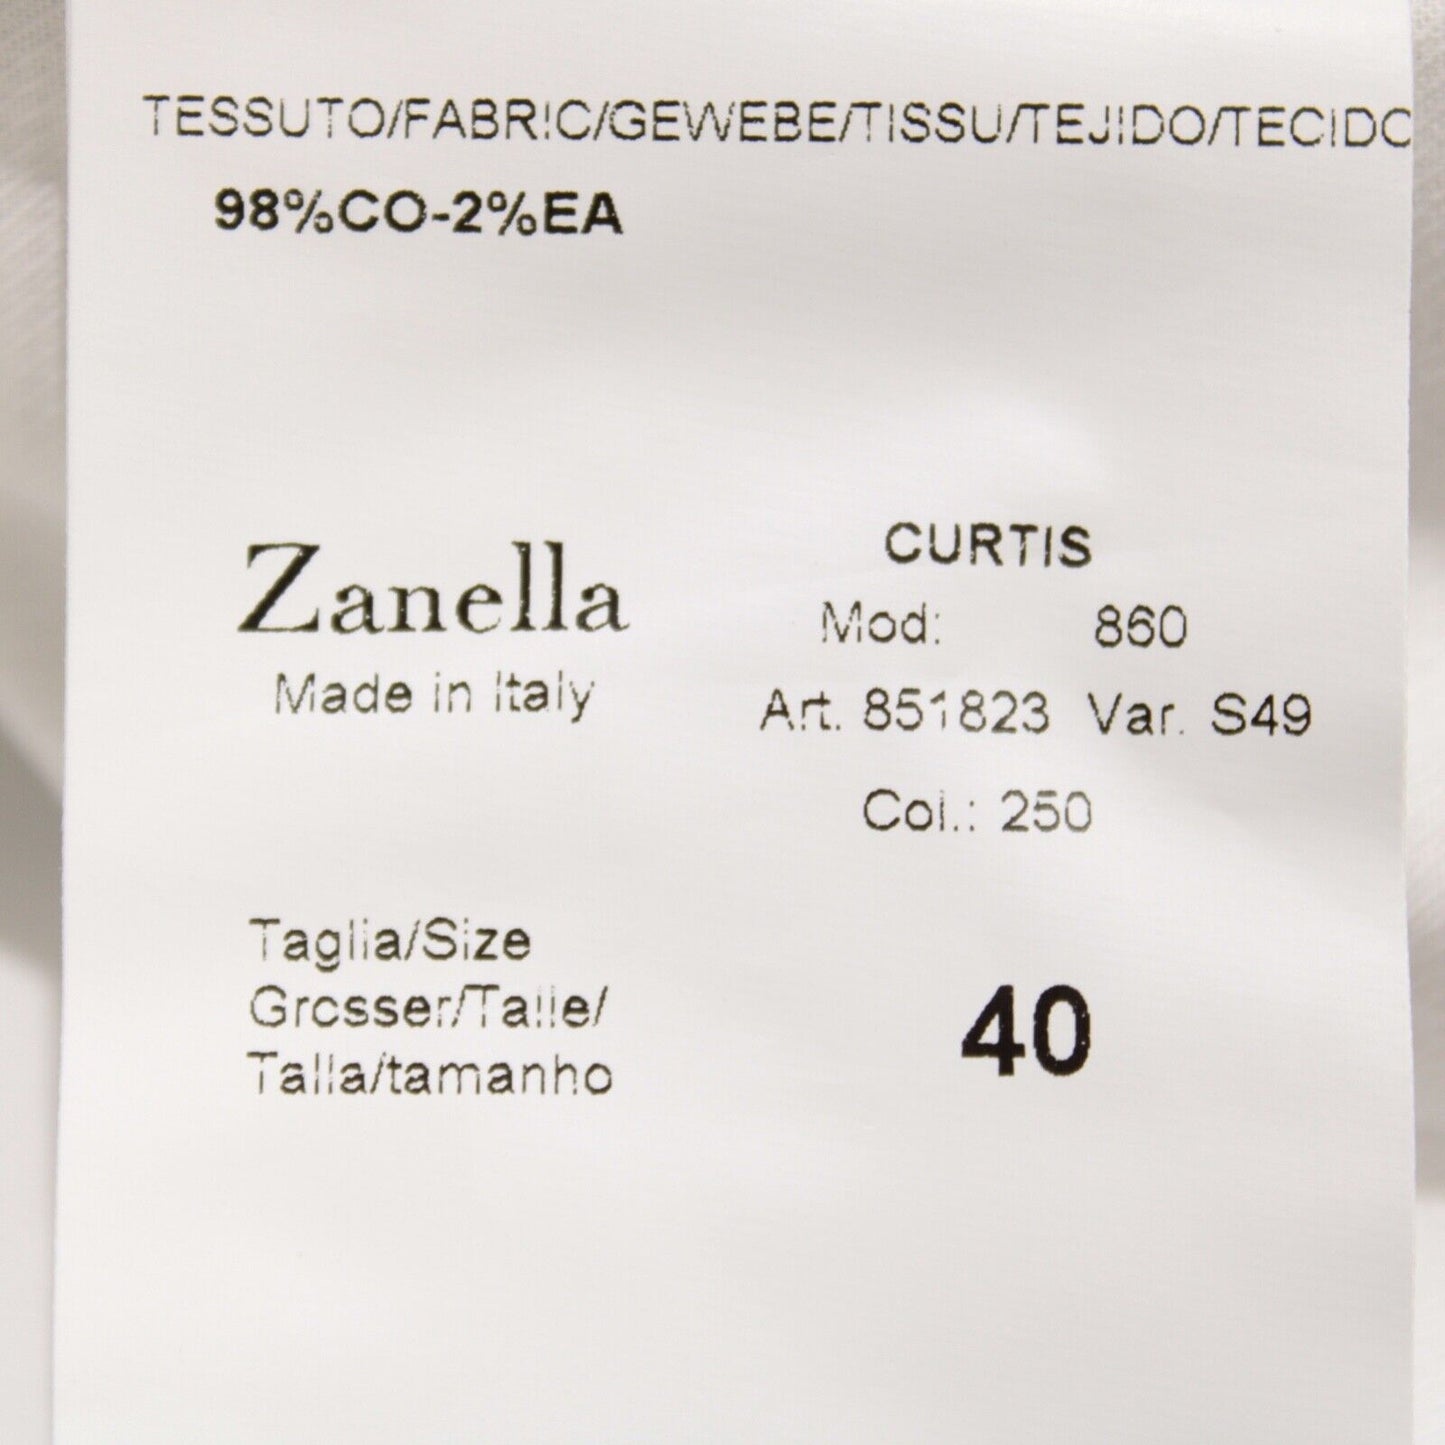 TESSUTO/FABRIC/GEWEBE/TISSU/TEJIDO/TECIDO
98%CO-2%EA
Zanella
Made in Italy
CURTIS
Mod: 860
Art. 851823 Var. S49
Col.: 250
Taglia/Size
Grosser/Taille/
Talla/tamanho
40